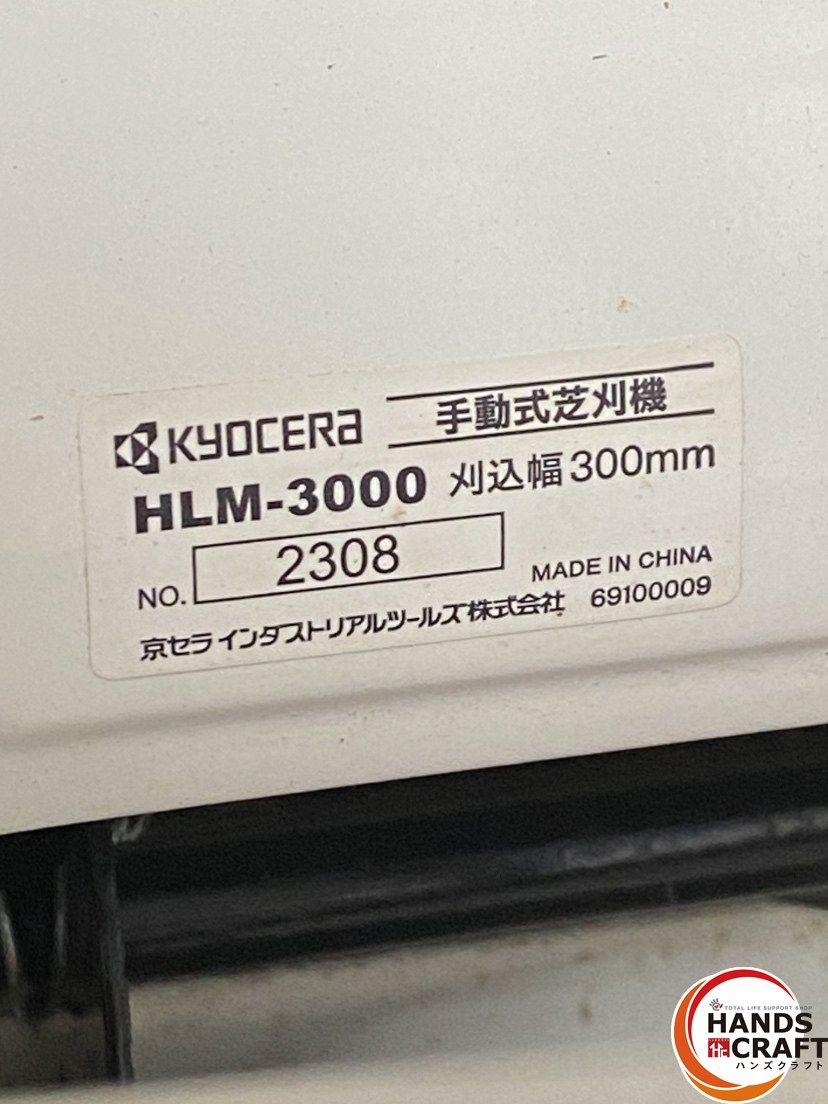 KYOCERA 手動式芝刈機
HLM-3000 刈込幅300mm
NO. 2308
MADE IN CHINA
京セラインダストリアルツールズ株式会社 69100009
TOTAL LIFE SUPPORT SHOP
HANDS
CRAFT
ハンズクラフト